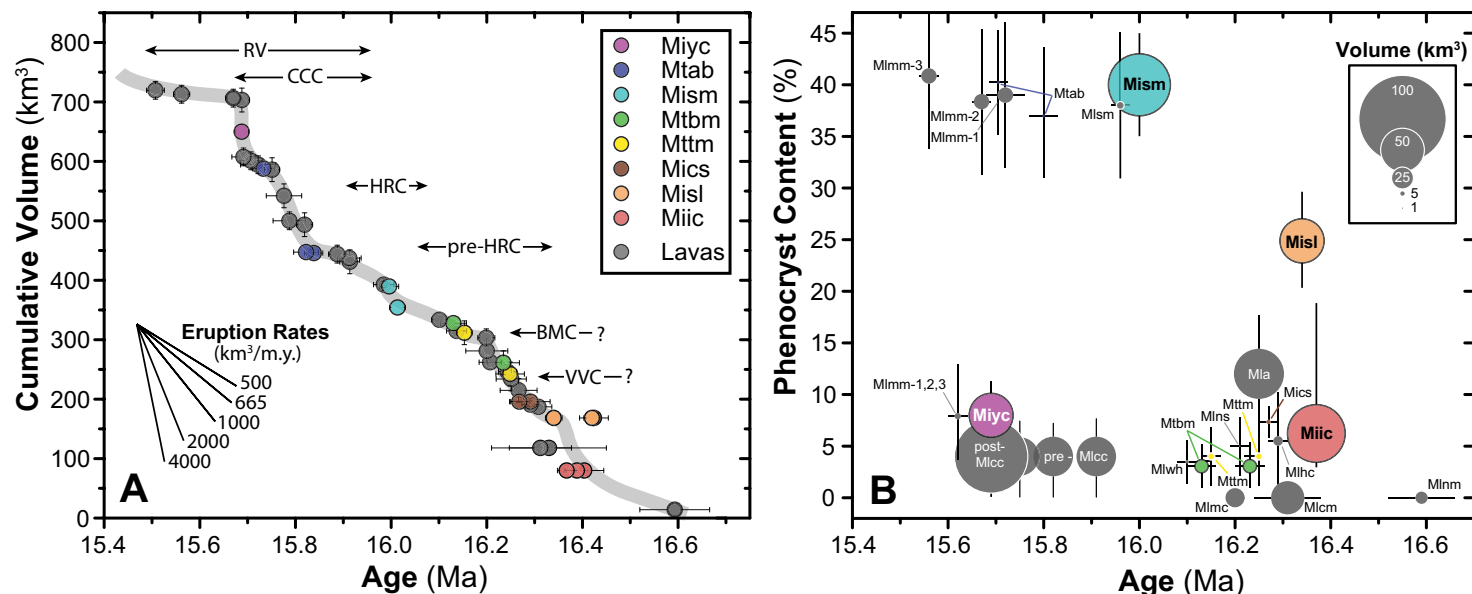 800
700
600
500
400
300
200
100
0
Cumulative Volume (km³)
15.4
15.6
15.8
16.0
16.2
16.4
16.6
Age (Ma)
RV
CCC
HRC
pre-HRC
BMC – ?
VVC – ?
Miyc
Mtab
Mism
Mtbm
Mttm
Mics
Misl
Miic
Lavas
Eruption Rates
(km³/m.y.)
500
665
1000
2000
4000
A
45
40
35
30
25
20
15
10
5
0
Phenocryst Content (%)
15.4
15.6
15.8
16.0
16.2
16.4
16.6
Age (Ma)
Mlmm-3
Mlmm-2
Mlmm-1
Mtab
Mlsm
Mism
Volume (km³)
100
50
25
5
1
Misl
Mla
Mlmm-1,2,3
Miyc
post-
Mlcc
pre -
Mlcc
Mtbm
Mlns
Mttm
Mics
Miic
Mlwh
Mttm
Mlhc
Mlmc
Mlcm
Mlnm
B